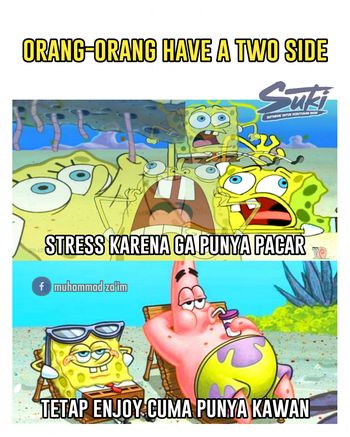 ORANG-ORANG HAVE A TWO SIDE
Suki
STRESS KARENA GA PUNYA PACAR
f muhammad za'im
TETAP ENJOY CUMA PUNYA KAWAN